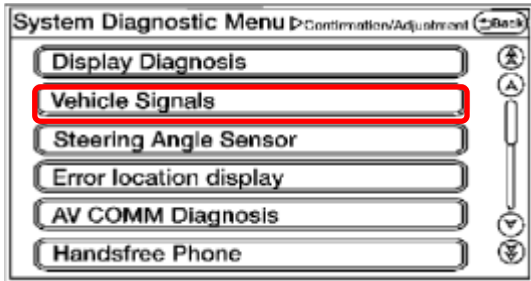 System Diagnostic Menu ▷Confirmation/Adjustment Back
Display Diagnosis
Vehicle Signals
Steering Angle Sensor
Error location display
AV COMM Diagnosis
Handsfree Phone